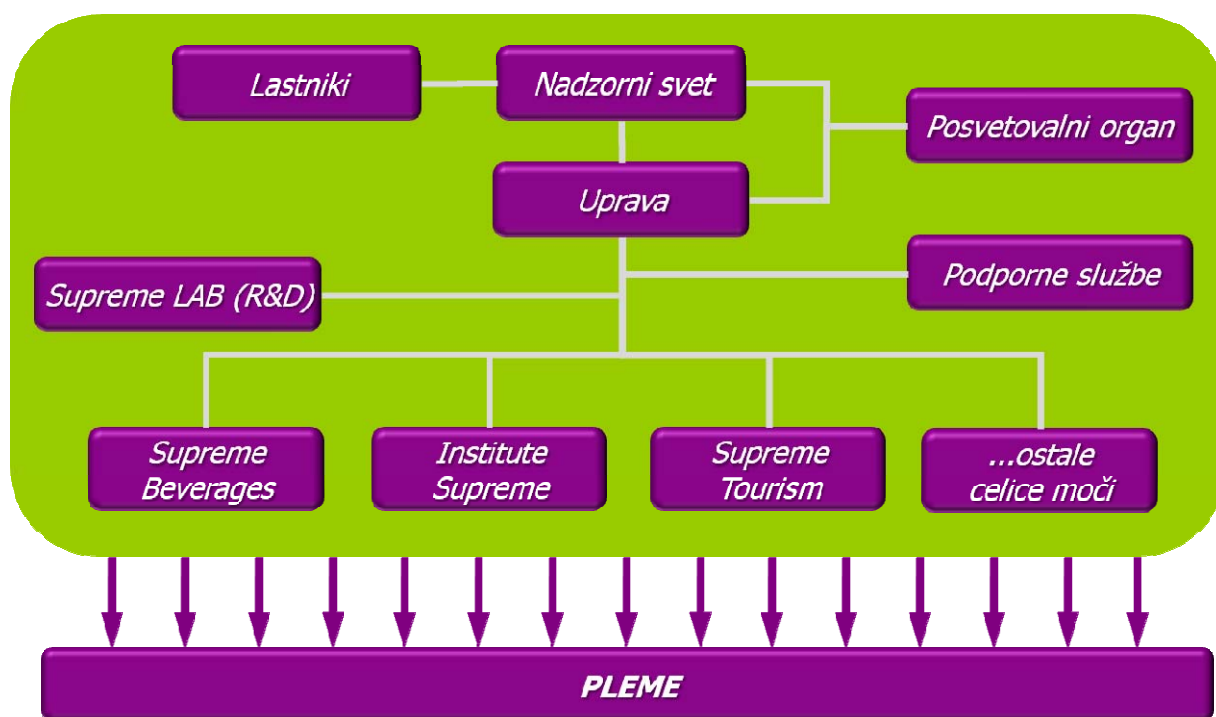 Lastniki
Nadzorni svet
Posvetovalni organ
Uprava
Podporne službe
Supreme LAB (R&D)
Supreme
Beverages
Institute
Supreme
Supreme
Tourism
...ostale
celice moči
PLEME